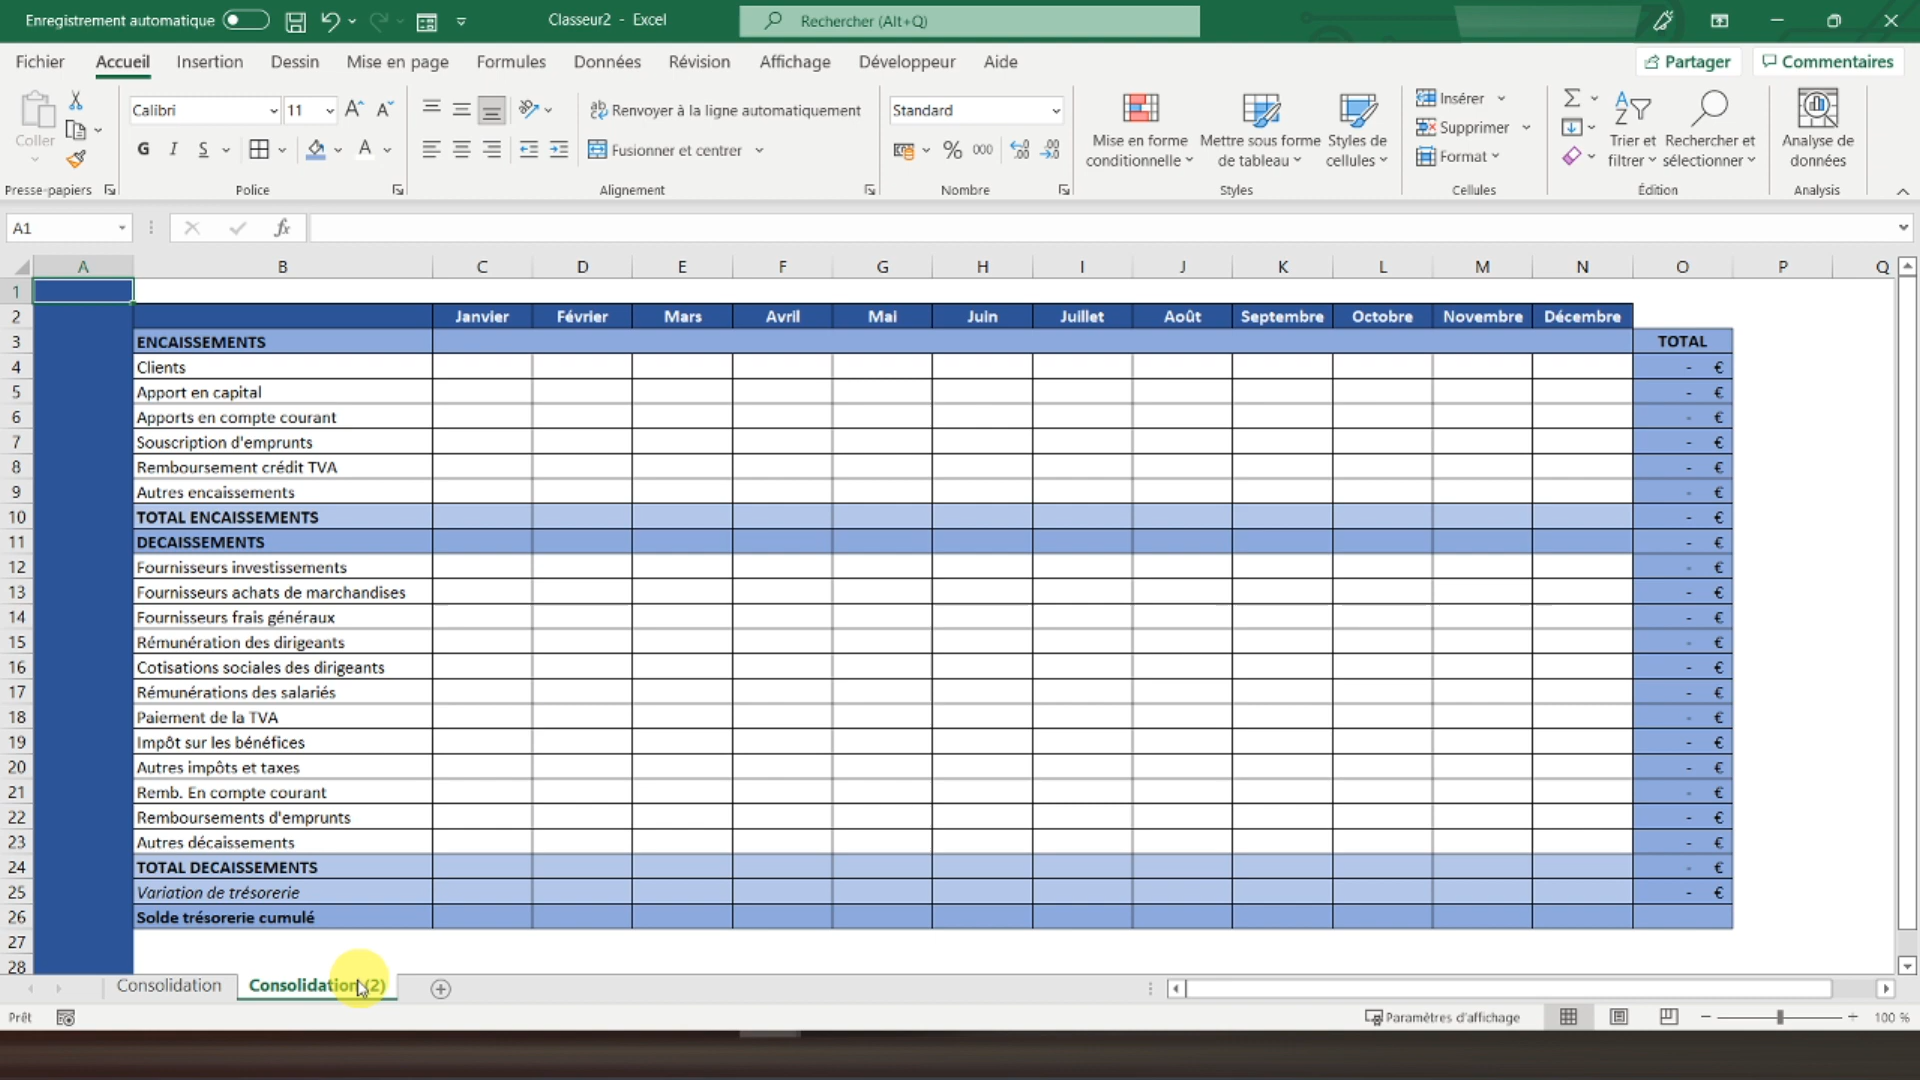 Enregistrement automatique
Classeur2 - Excel
Rechercher (Alt+Q)
Fichier Accueil Insertion Dessin Mise en page Formules Données Révision Affichage Développeur Aide
Partager Commentaires
Coller
Calibri 11
G I S
Renvoyer à la ligne automatiquement
Fusionner et centrer
Standard
% 000
Mise en forme conditionnelle
Mettre sous forme de tableau
Styles de cellules
Insérer
Supprimer
Format
Trier et filtrer
Rechercher et sélectionner
Analyse de données
Presse-papiers Police Alignement Nombre Styles Cellules Édition Analysis
A1
fx
A B C D E F G H I J K L M N O P Q
1
2 Janvier Février Mars Avril Mai Juin Juillet Août Septembre Octobre Novembre Décembre
3 ENCAISSEMENTS TOTAL
4 Clients - €
5 Apport en capital - €
6 Apports en compte courant - €
7 Souscription d'emprunts - €
8 Remboursement crédit TVA - €
9 Autres encaissements - €
10 TOTAL ENCAISSEMENTS - €
11 DECAISSEMENTS - €
12 Fournisseurs investissements - €
13 Fournisseurs achats de marchandises - €
14 Fournisseurs frais généraux - €
15 Rémunération des dirigeants - €
16 Cotisations sociales des dirigeants - €
17 Rémunérations des salariés - €
18 Paiement de la TVA - €
19 Impôt sur les bénéfices - €
20 Autres impôts et taxes - €
21 Remb. En compte courant - €
22 Remboursements d'emprunts - €
23 Autres décaissements - €
24 TOTAL DECAISSEMENTS - €
25 Variation de trésorerie - €
26 Solde trésorerie cumulé
27
28
Consolidation Consolidation (2)
Prêt
Paramètres d'affichage
100 %